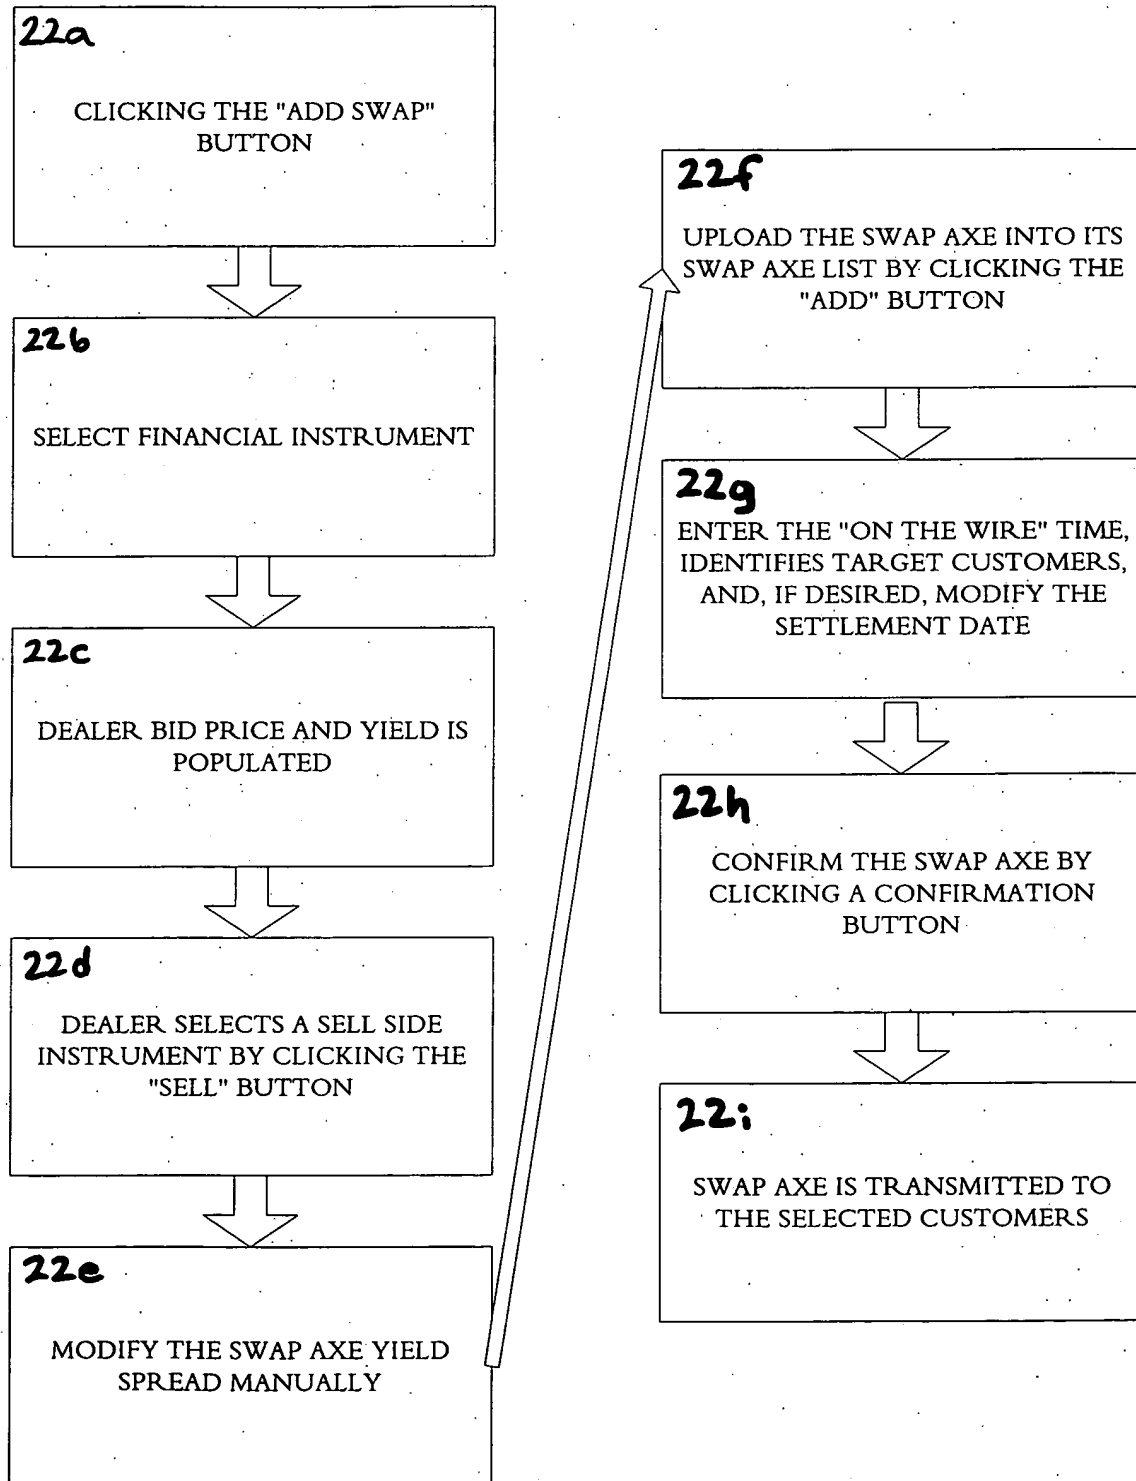 22a
CLICKING THE "ADD SWAP"
BUTTON
22b
SELECT FINANCIAL INSTRUMENT
22c
DEALER BID PRICE AND YIELD IS
POPULATED
22d
DEALER SELECTS A SELL SIDE
INSTRUMENT BY CLICKING THE
"SELL" BUTTON
22e
MODIFY THE SWAP AXE YIELD
SPREAD MANUALLY
22f
UPLOAD THE SWAP AXE INTO ITS
SWAP AXE LIST BY CLICKING THE
"ADD" BUTTON
22g
ENTER THE "ON THE WIRE" TIME,
IDENTIFIES TARGET CUSTOMERS,
AND, IF DESIRED, MODIFY THE
SETTLEMENT DATE
22h
CONFIRM THE SWAP AXE BY
CLICKING A CONFIRMATION
BUTTON
22i
SWAP AXE IS TRANSMITTED TO
THE SELECTED CUSTOMERS